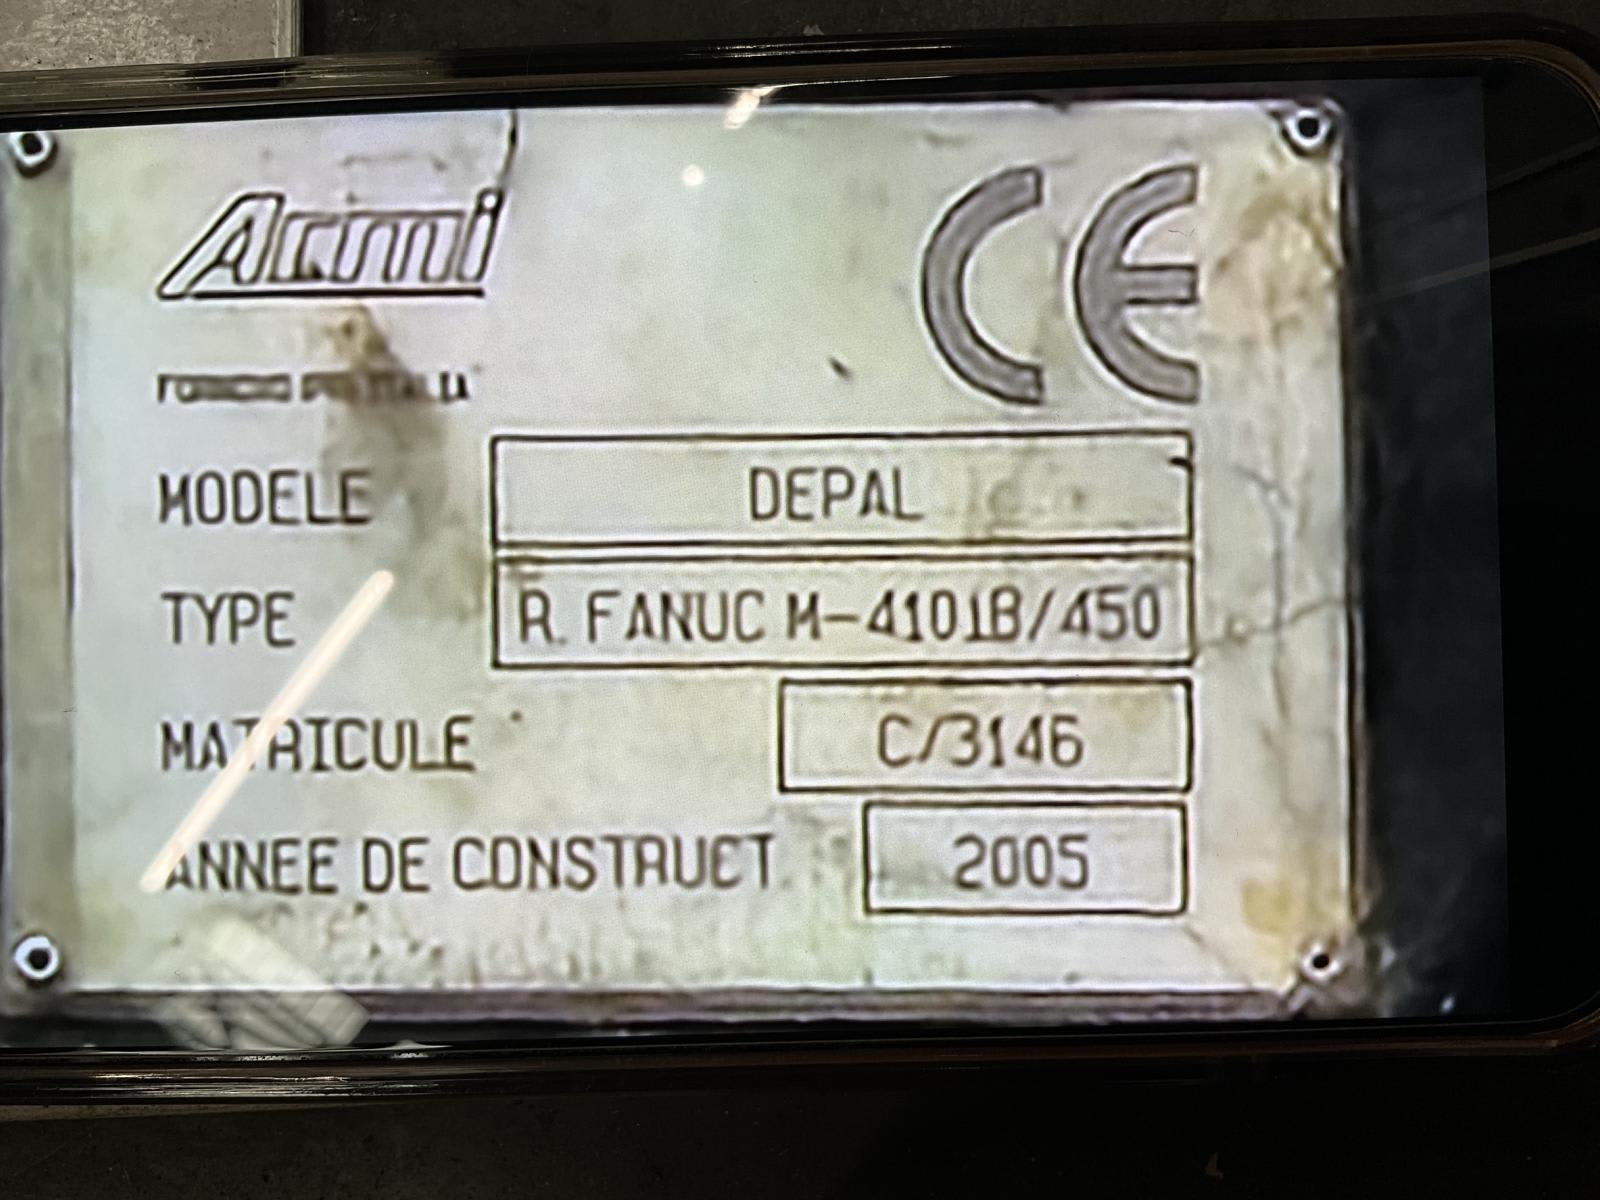 Acmi
CE
MODELE DEPAL
TYPE R. FANUC M-410iB/450
MATRICULE C/3146
ANNEE DE CONSTRUCT. 2005